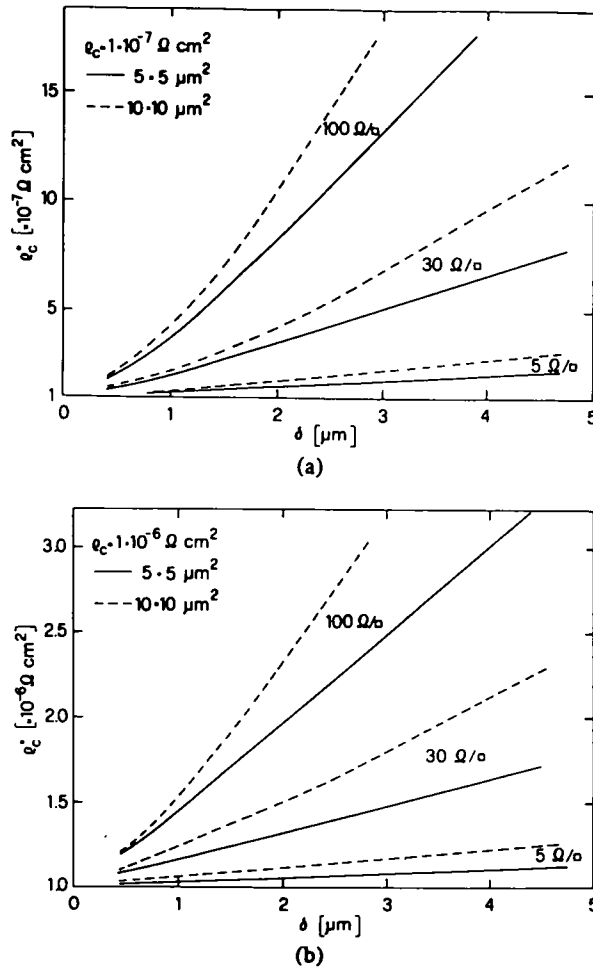 ϱc=1·10⁻⁷ Ω cm²
5·5 μm²
10·10 μm²
15
10
5
1
ϱc* [·10⁻⁷Ω cm²]
100 Ω/□
30 Ω/□
5 Ω/□
0 1 2 3 4 5
δ [μm]
(a)
ϱc=1·10⁻⁶ Ω cm²
5·5 μm²
10·10 μm²
3.0
2.5
2.0
1.5
1.0
ϱc* [·10⁻⁶Ω cm²]
100 Ω/□
30 Ω/□
5 Ω/□
0 1 2 3 4 5
δ [μm]
(b)